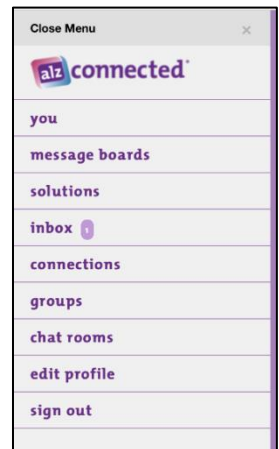 Close Menu ×
alz connected®
you
message boards
solutions
inbox 1
connections
groups
chat rooms
edit profile
sign out